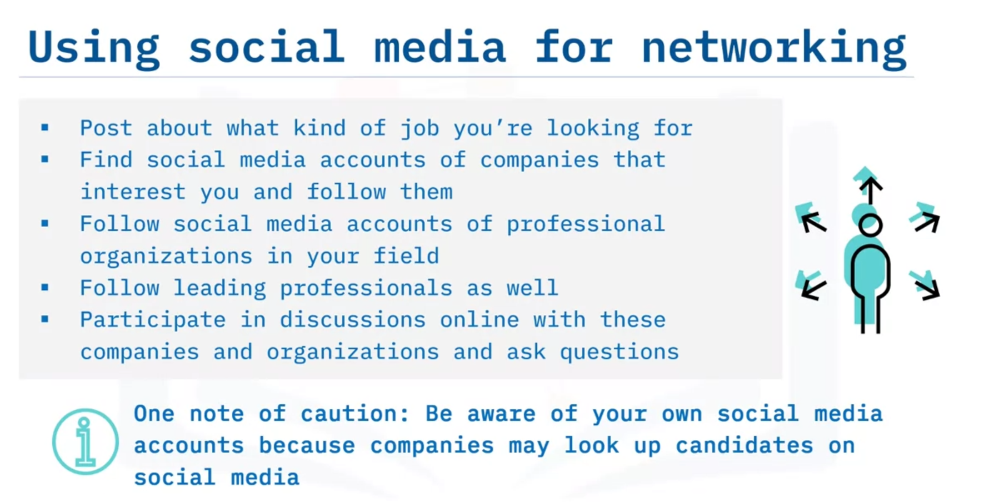 Using social media for networking
▪ Post about what kind of job you’re looking for
▪ Find social media accounts of companies that
interest you and follow them
▪ Follow social media accounts of professional
organizations in your field
▪ Follow leading professionals as well
▪ Participate in discussions online with these
companies and organizations and ask questions
One note of caution: Be aware of your own social media
accounts because companies may look up candidates on
social media